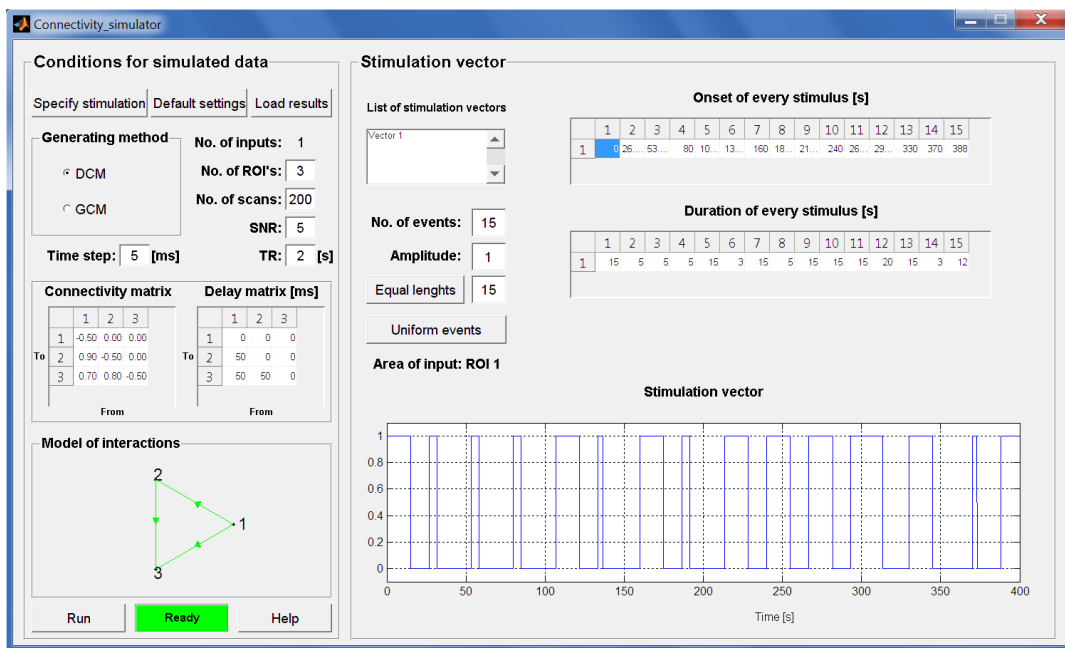 Connectivity_simulator
Conditions for simulated data
Specify stimulation Default settings Load results
Generating method
DCM
GCM
No. of inputs: 1
No. of ROI's: 3
No. of scans: 200
SNR: 5
Time step: 5 [ms] TR: 2 [s]
Connectivity matrix
1 2 3
1 -0.50 0.00 0.00
To 2 0.90 -0.50 0.00
3 0.70 0.80 -0.50
From
Delay matrix [ms]
1 2 3
1 0 0 0
To 2 50 0 0
3 50 50 0
From
Model of interactions
2
1
3
Run Ready Help
Stimulation vector
List of stimulation vectors
Vector 1
No. of events: 15
Amplitude: 1
Equal lenghts 15
Uniform events
Area of input: ROI 1
Onset of every stimulus [s]
1 2 3 4 5 6 7 8 9 10 11 12 13 14 15
1 0 26.... 53.... 80 10... 13... 160 18... 21... 240 26... 29... 330 370 388
Duration of every stimulus [s]
1 2 3 4 5 6 7 8 9 10 11 12 13 14 15
1 15 5 5 5 15 3 15 5 15 15 15 20 15 3 12
Stimulation vector
1
0.8
0.6
0.4
0.2
0
0 50 100 150 200 250 300 350 400
Time [s]